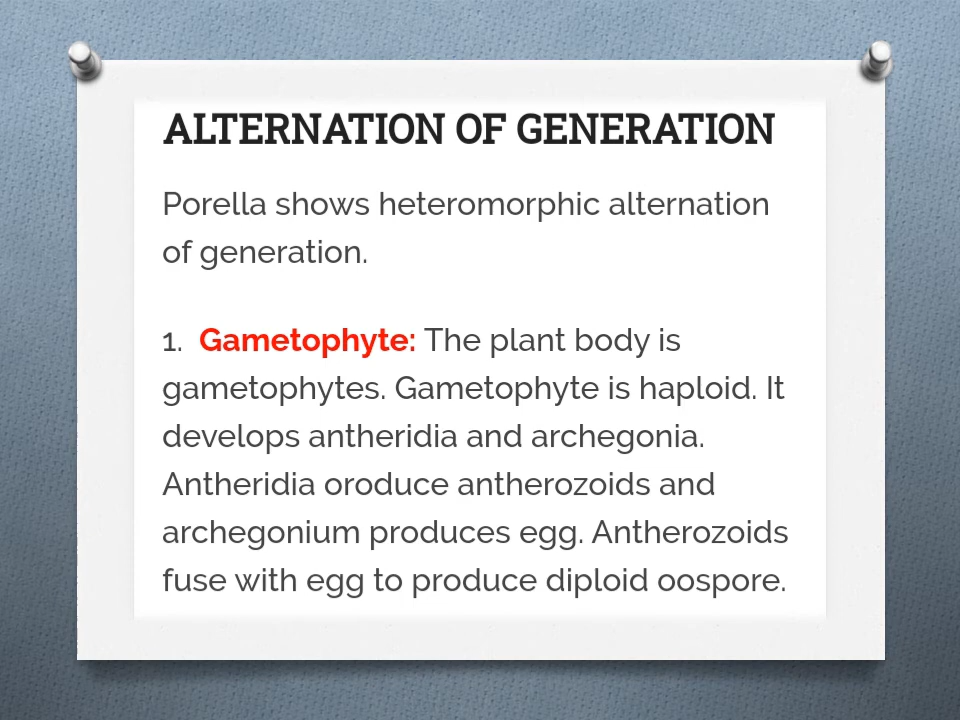 ALTERNATION OF GENERATION
Porella shows heteromorphic alternation
of generation.
1. Gametophyte: The plant body is
gametophytes. Gametophyte is haploid. It
develops antheridia and archegonia.
Antheridia oroduce antherozoids and
archegonium produces egg. Antherozoids
fuse with egg to produce diploid oospore.